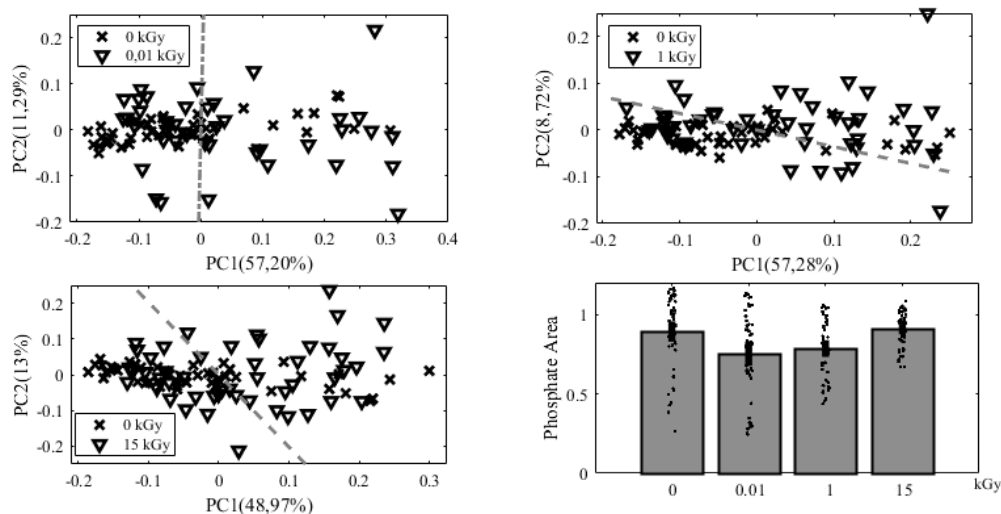 0.2
0.1
0
-0.1
-0.2
PC2(11,29%)
0 kGy
0,01 kGy
-0.2
-0.1
0
0.1
0.2
0.3
0.4
PC1(57,20%)
0.2
0.1
0
-0.1
-0.2
PC2(8,72%)
0 kGy
1 kGy
-0.2
-0.1
0
0.1
0.2
PC1(57,28%)
0.2
0.1
0
-0.1
-0.2
PC2(13%)
0 kGy
15 kGy
-0.2
-0.1
0
0.1
0.2
0.3
PC1(48,97%)
1
0.5
0
Phosphate Area
0
0.01
1
15
kGy